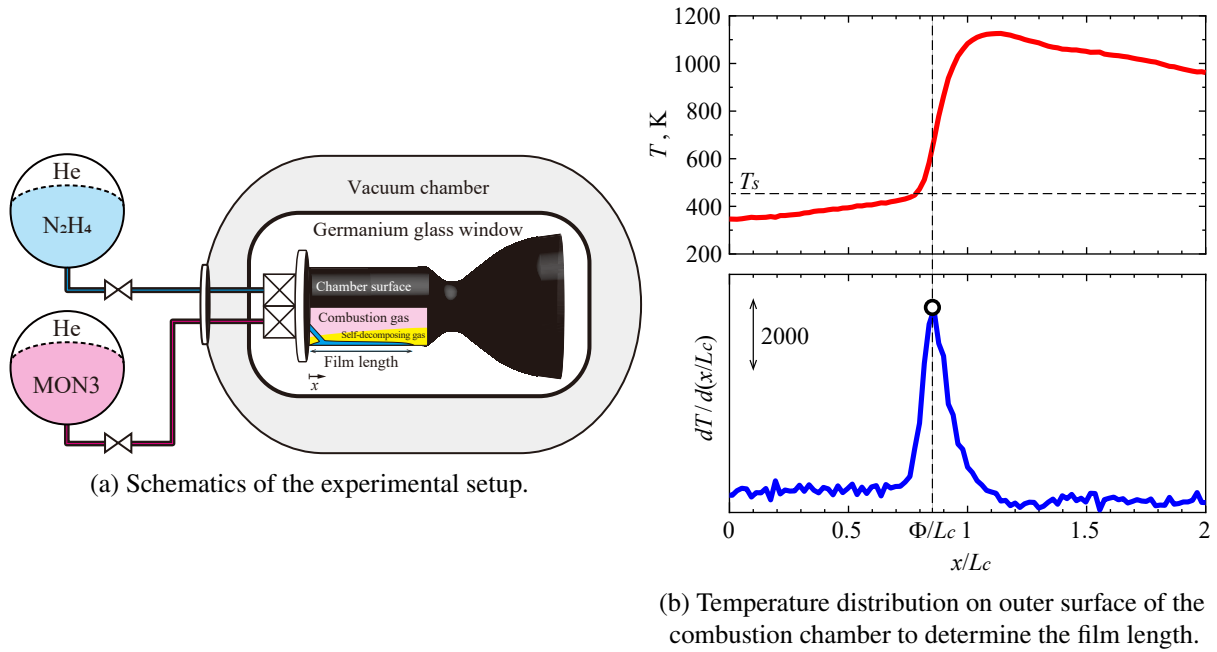 He
N₂H₄
He
MON3
Vacuum chamber
Germanium glass window
Chamber surface
Combustion gas
Self-decomposing gas
Film length
x
(a) Schematics of the experimental setup.
1200
1000
800
600
400
200
T , K
Ts
2000
dT / d(x/Lc)
0
0.5
Φ/Lc
1
1.5
2
x/Lc
(b) Temperature distribution on outer surface of the
combustion chamber to determine the film length.